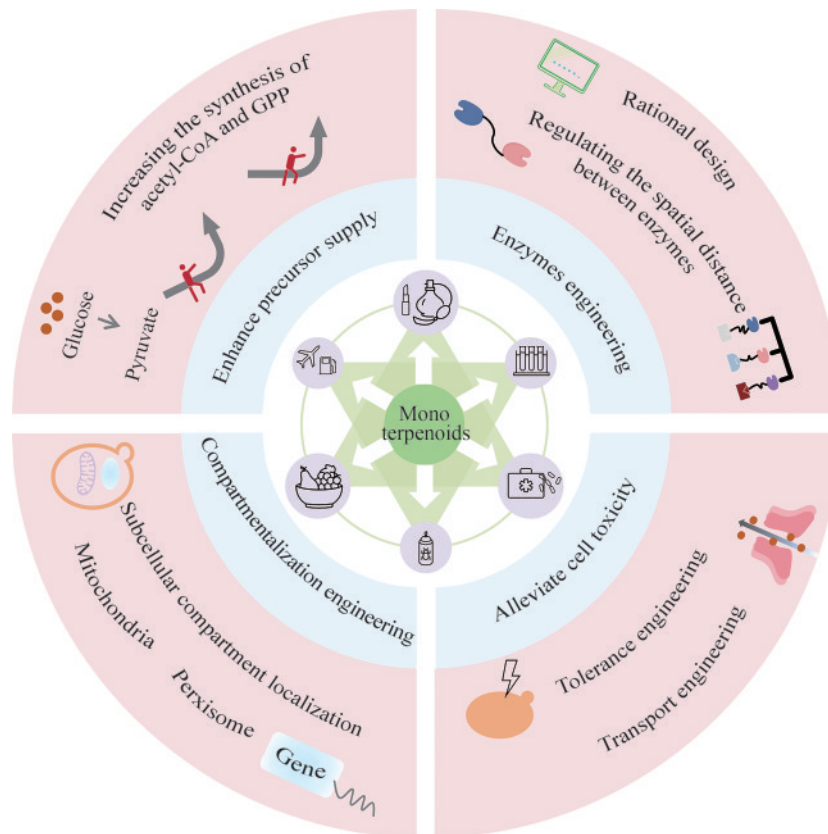 Increasing the synthesis of
acetyl-CoA and GPP
Glucose
Pyruvate
Enhance precursor supply
Rational design
Regulating the spatial distance
between enzymes
Enzymes engineering
Mono
terpenoids
Compartmentalization engineering
Subcellular compartment localization
Mitochondria
Perxisome
Gene
Alleviate cell toxicity
Tolerance engineering
Transport engineering